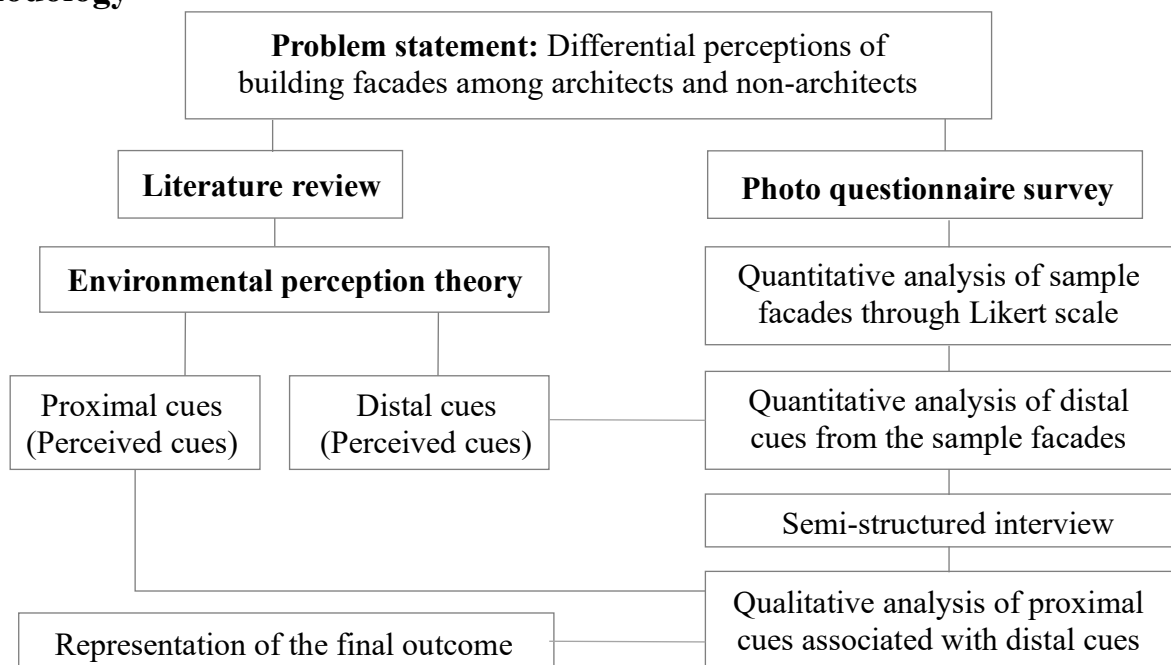 Problem statement: Differential perceptions of
building facades among architects and non-architects
Literature review
Photo questionnaire survey
Environmental perception theory
Quantitative analysis of sample
facades through Likert scale
Proximal cues
(Perceived cues)
Distal cues
(Perceived cues)
Quantitative analysis of distal
cues from the sample facades
Semi-structured interview
Qualitative analysis of proximal
cues associated with distal cues
Representation of the final outcome